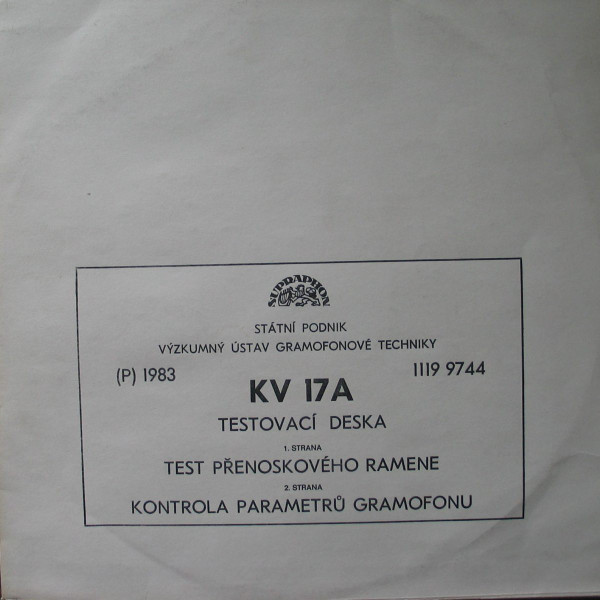 SUPRAPHON
STÁTNÍ PODNIK
VÝZKUMNÝ ÚSTAV GRAMOFONOVÉ TECHNIKY
(P) 1983 1119 9744
KV 17A
TESTOVACÍ DESKA
1. STRANA
TEST PŘENOSKOVÉHO RAMENE
2. STRANA
KONTROLA PARAMETRŮ GRAMOFONU